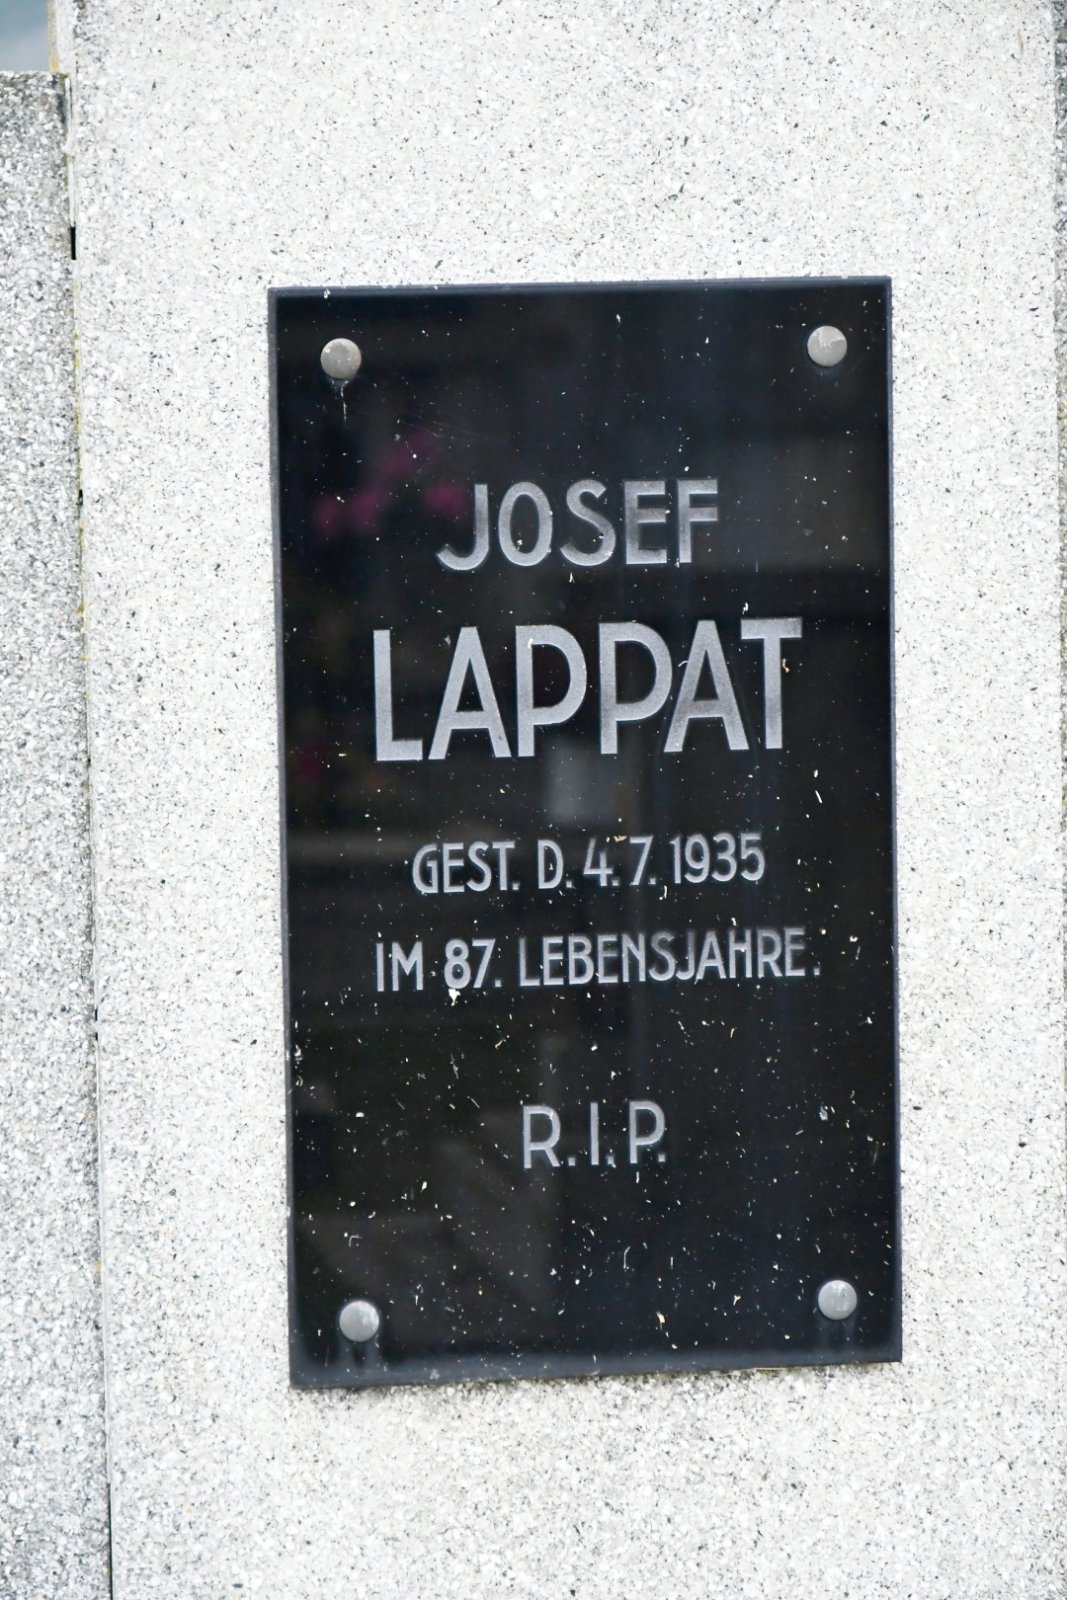 JOSEF
LAPPAT
GEST. D. 4. 7. 1935
IM 87. LEBENSJAHRE.
R. I. P.